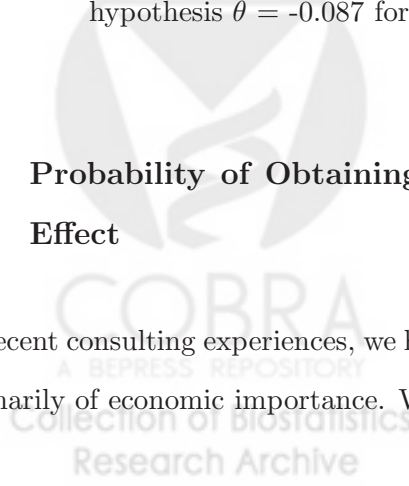 hypothesis θ = -0.087 for
Probability of Obtaining
Effect
COBRA
ecent consulting experiences, we h
A BEPRESS REPOSITORY
narily of economic importance. W
Collection of Biostatistics
Research Archive